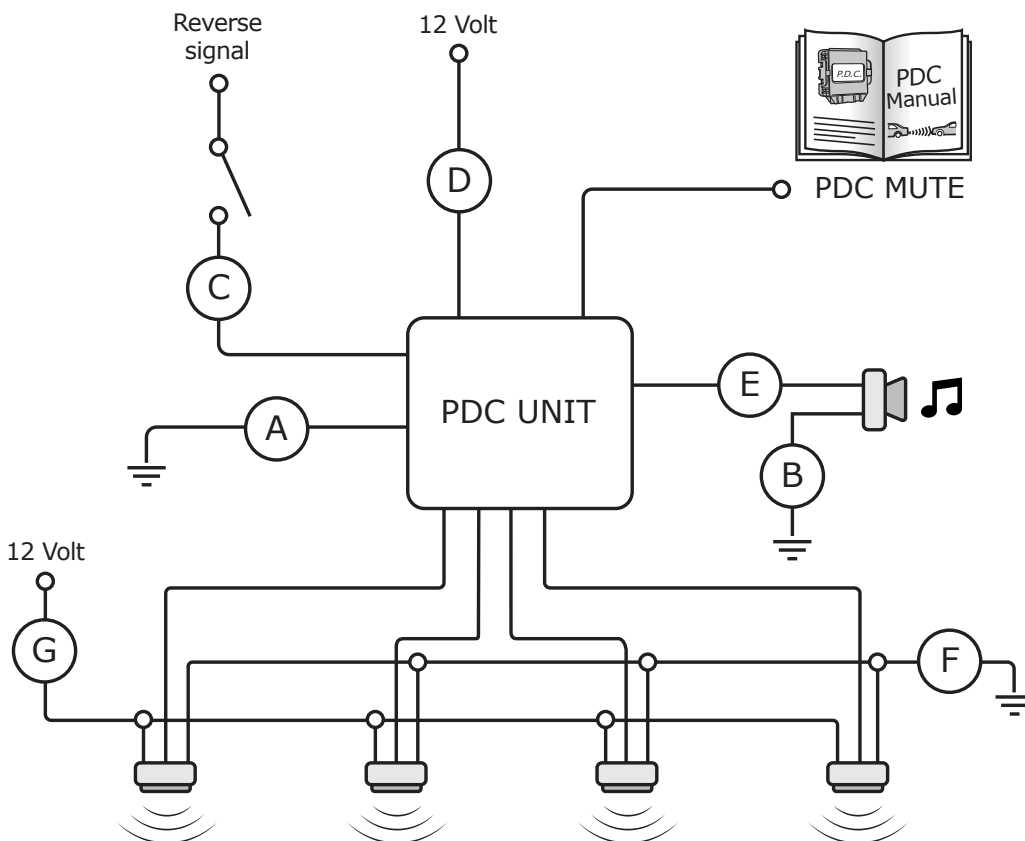 Reverse
signal
12 Volt
P.D.C.
PDC
Manual
PDC MUTE
D
C
PDC UNIT
E
A
B
12 Volt
G
F